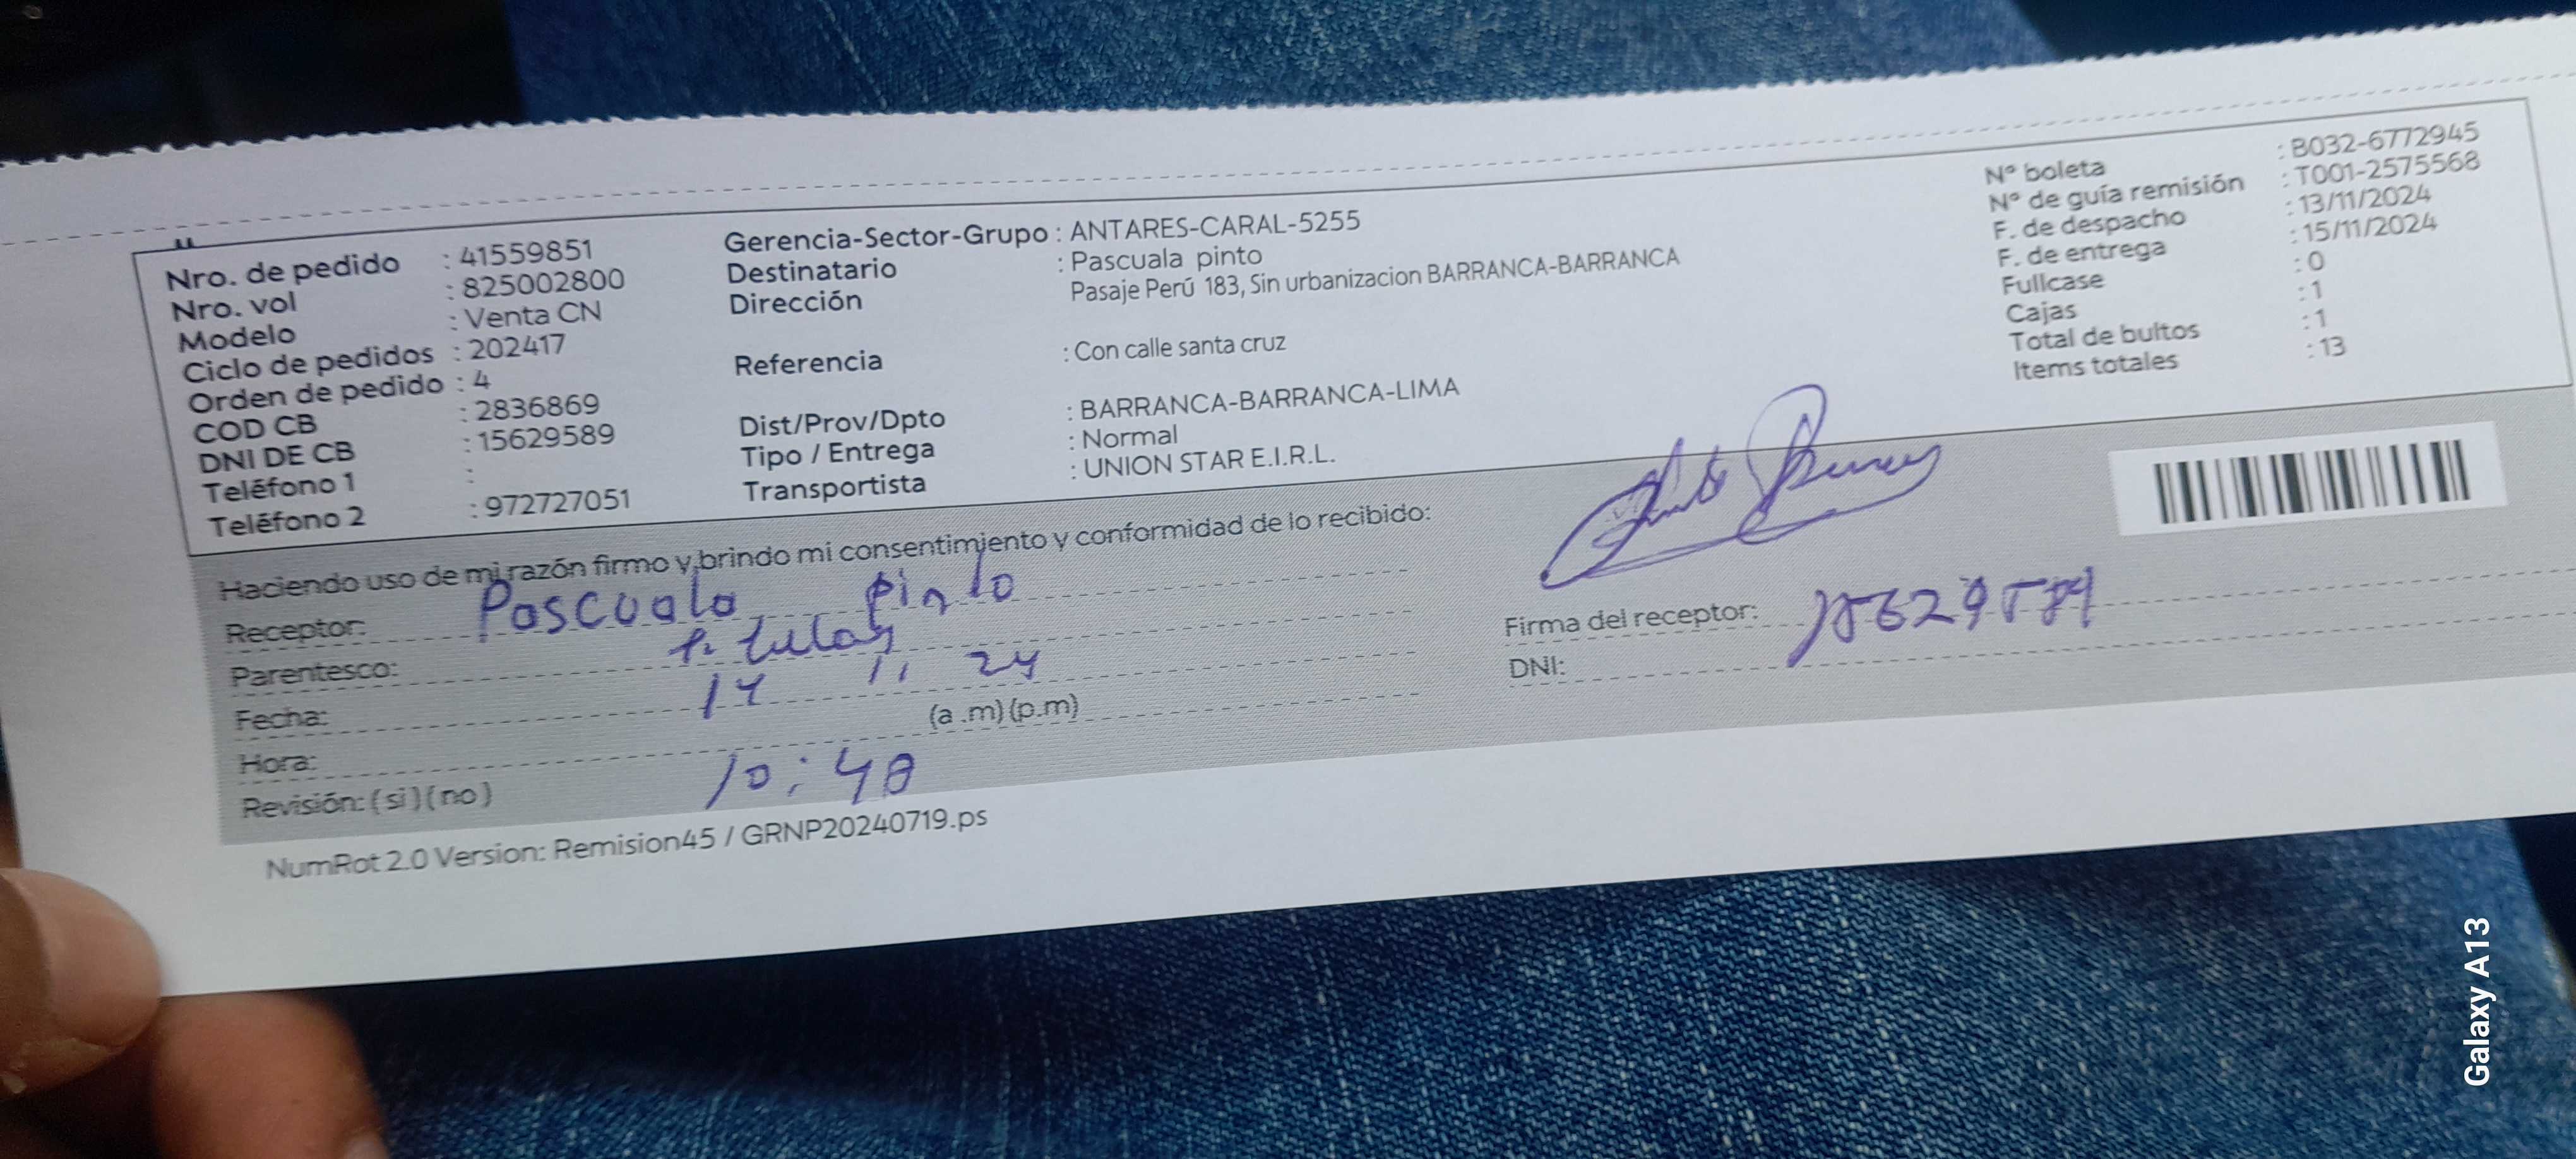 Nro. de pedido : 41559851
Nro. vol : 825002800
Modelo : Venta CN
Ciclo de pedidos : 202417
Orden de pedido : 4
COD CB : 2836869
DNI DE CB : 15629589
Teléfono 1 :
Teléfono 2 : 972727051
Gerencia-Sector-Grupo : ANTARES-CARAL-5255
Destinatario : Pascuala pinto
Dirección Pasaje Perú 183, Sin urbanizacion BARRANCA-BARRANCA
Referencia : Con calle santa cruz
Dist/Prov/Dpto : BARRANCA-BARRANCA-LIMA
Tipo / Entrega : Normal
Transportista : UNION STAR E.I.R.L.
Nº boleta : B032-6772945
Nº de guía remisión : T001-2575568
F. de despacho : 13/11/2024
F. de entrega : 15/11/2024
Fullcase : 0
Cajas : 1
Total de bultos : 1
Items totales : 13
Haciendo uso de mi razón firmo y brindo mi consentimiento y conformidad de lo recibido:
Receptor: Pascuala pinto
Parentesco: titular
Fecha: 14 11 24
Hora: 10:48 (a .m) (p.m)
Revisión: ( si ) ( no )
Firma del receptor:
DNI: 15629589
NumRot 2.0 Version: Remision45 / GRNP20240719.ps
Galaxy A13